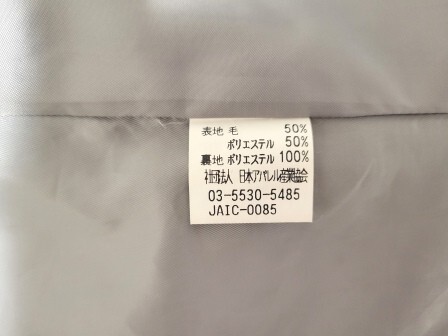 表地 毛 50%
ポリエステル 50%
裏地 ポリエステル 100%
社団法人 日本アパレル産業協会
03-5530-5485
JAIC-0085